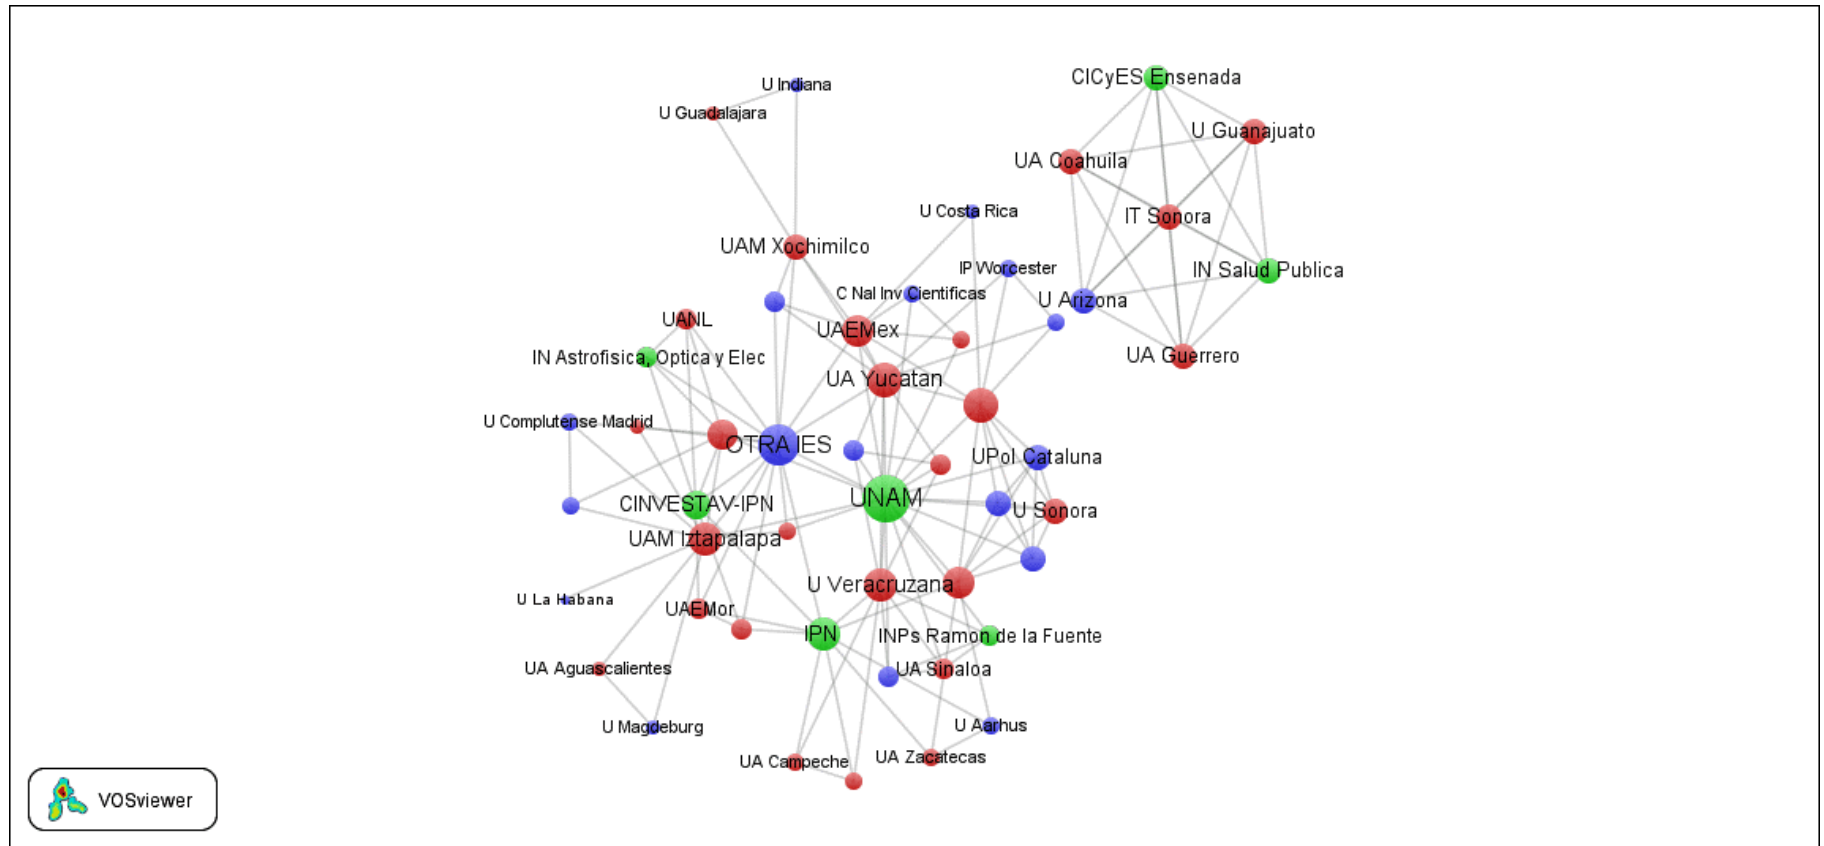 CICyES Ensenada
U Indiana
U Guadalajara
U Guanajuato
UA Coahuila
U Costa Rica
IT Sonora
UAM Xochimilco
IP Worcester
IN Salud Publica
C Nal Inv Cientificas
U Arizona
UANL
UAEMex
IN Astrofisica, Optica y Elec
UA Guerrero
UA Yucatan
U Complutense Madrid
OTRA IES
UPol Cataluna
CINVESTAV-IPN
UNAM
U Sonora
UAM Iztapalapa
U Veracruzana
U La Habana
UAEMor
IPN
INPs Ramon de la Fuente
UA Aguascalientes
UA Sinaloa
U Magdeburg
U Aarhus
UA Campeche
UA Zacatecas
VOSviewer